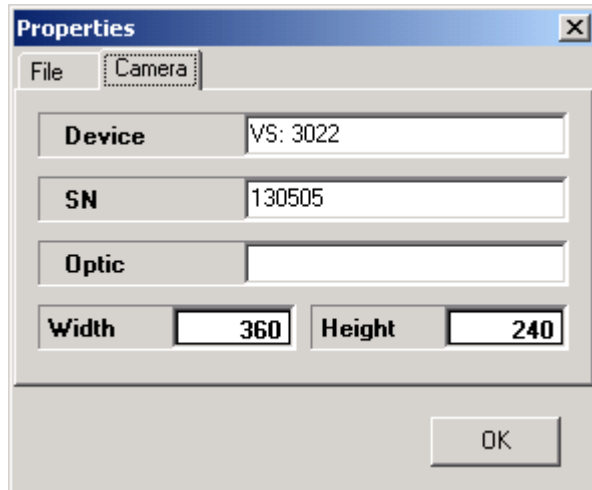 Properties
File Camera
Device VS: 3022
SN 130505
Optic
Width 360 Height 240
OK